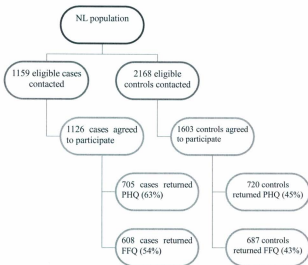 NL population
1159 eligible cases
contacted
2168 eligible
controls contacted
1126 cases agreed
to participate
1603 controls agreed
to participate
705 cases returned
PHQ (63%)
720 controls
returned PHQ (45%)
608 cases returned
FFQ (54%)
687 controls
returned FFQ (43%)